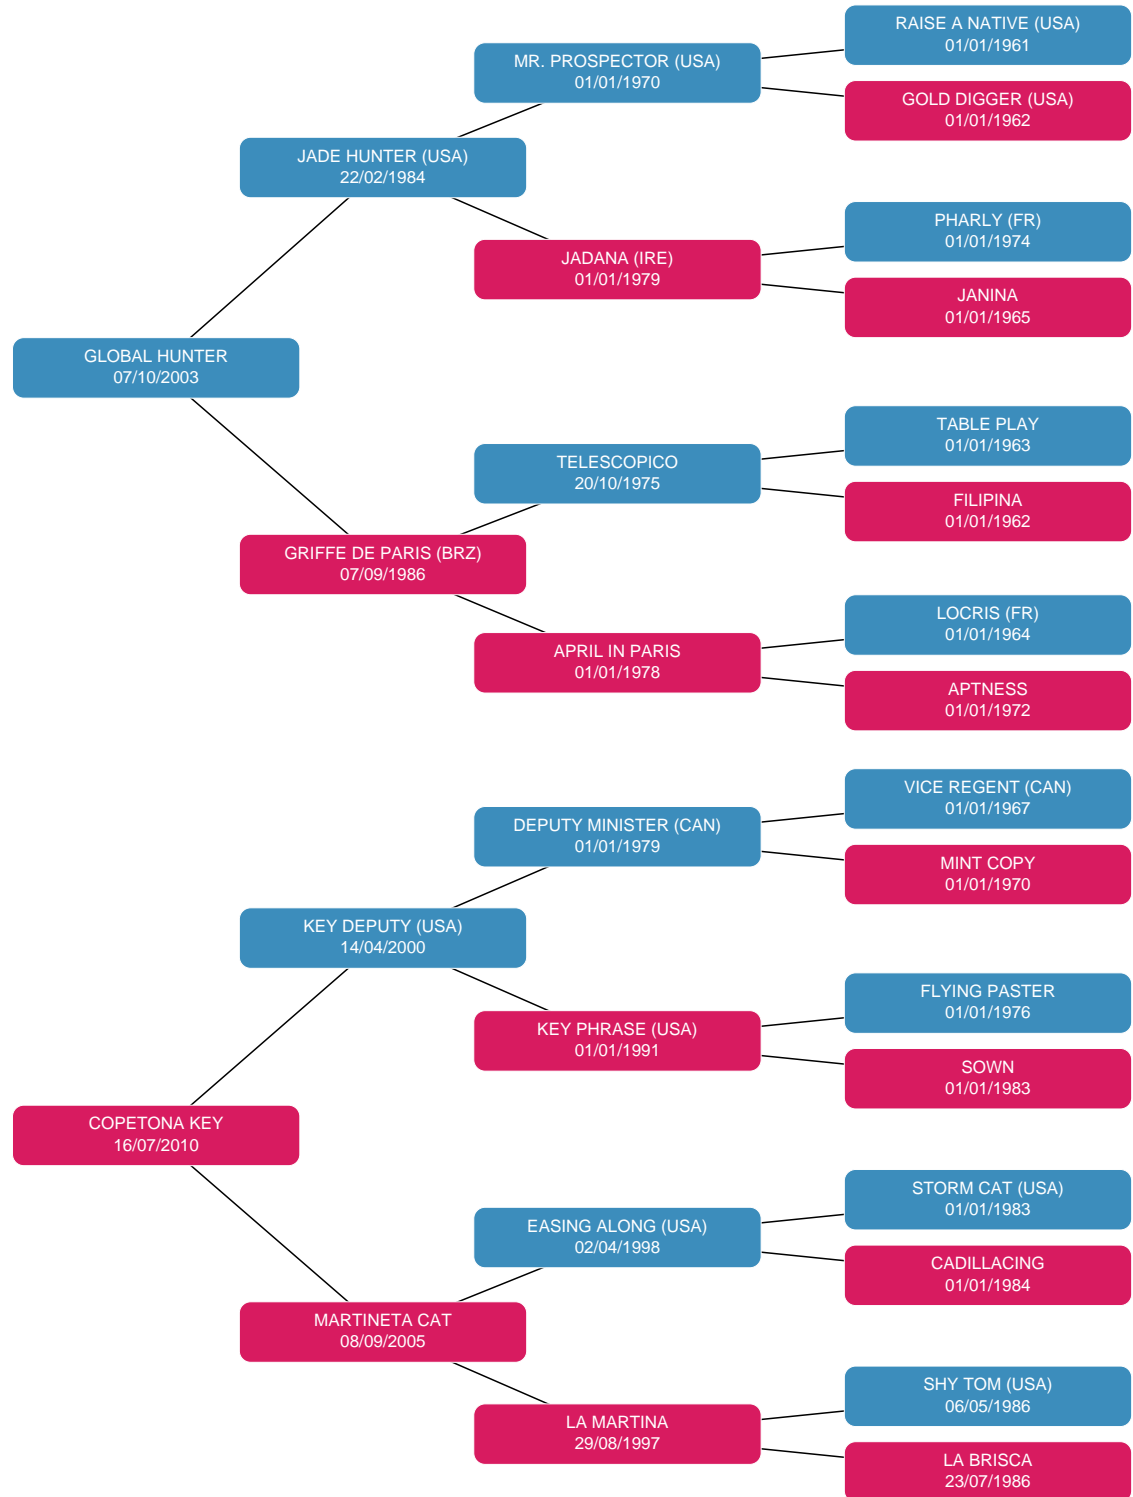 RAISE A NATIVE (USA)
01/01/1961
MR. PROSPECTOR (USA)
01/01/1970
GOLD DIGGER (USA)
01/01/1962
JADE HUNTER (USA)
22/02/1984
PHARLY (FR)
01/01/1974
JADANA (IRE)
01/01/1979
JANINA
01/01/1965
GLOBAL HUNTER
07/10/2003
TABLE PLAY
01/01/1963
TELESCOPICO
20/10/1975
FILIPINA
01/01/1962
GRIFFE DE PARIS (BRZ)
07/09/1986
LOCRIS (FR)
01/01/1964
APRIL IN PARIS
01/01/1978
APTNESS
01/01/1972
VICE REGENT (CAN)
01/01/1967
DEPUTY MINISTER (CAN)
01/01/1979
MINT COPY
01/01/1970
KEY DEPUTY (USA)
14/04/2000
FLYING PASTER
01/01/1976
KEY PHRASE (USA)
01/01/1991
SOWN
01/01/1983
COPETONA KEY
16/07/2010
STORM CAT (USA)
01/01/1983
EASING ALONG (USA)
02/04/1998
CADILLACING
01/01/1984
MARTINETA CAT
08/09/2005
SHY TOM (USA)
06/05/1986
LA MARTINA
29/08/1997
LA BRISCA
23/07/1986